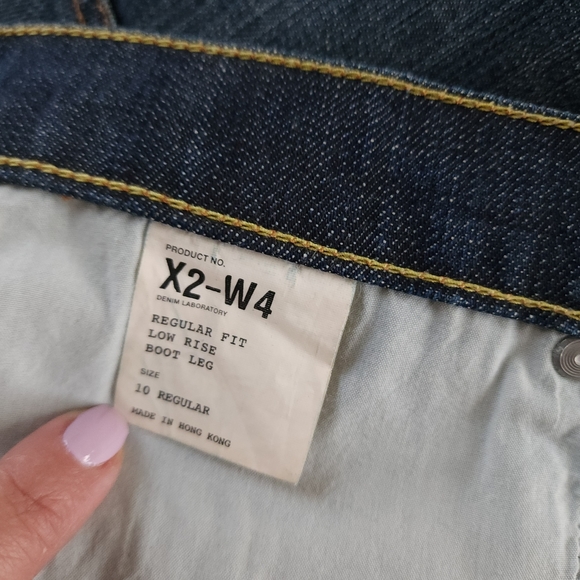 PRODUCT NO.
X2-W4
DENIM LABORATORY
REGULAR FIT
LOW RISE
BOOT LEG
SIZE
10 REGULAR
MADE IN HONG KONG